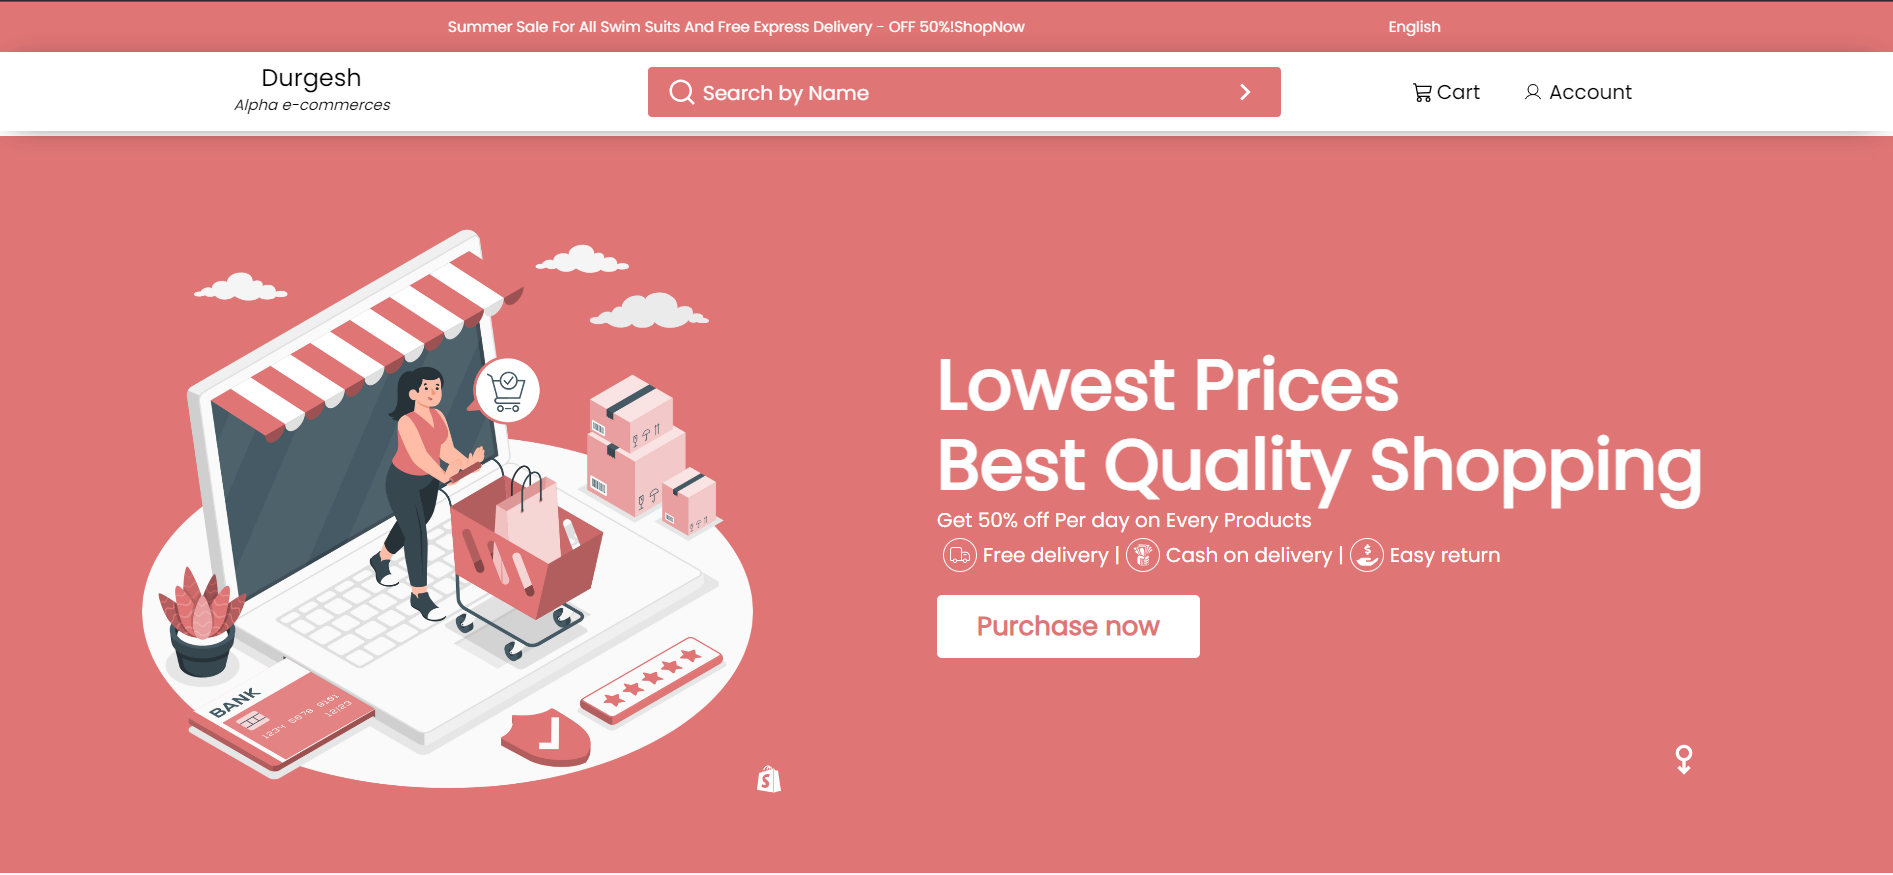 Summer Sale For All Swim Suits And Free Express Delivery - OFF 50%!ShopNow
English
Durgesh
Alpha e-commerces
Search by Name
Cart
Account
Lowest Prices
Best Quality Shopping
Get 50% off Per day on Every Products
Free delivery | Cash on delivery | Easy return
Purchase now
BANK
1234 5678 9101
12/23